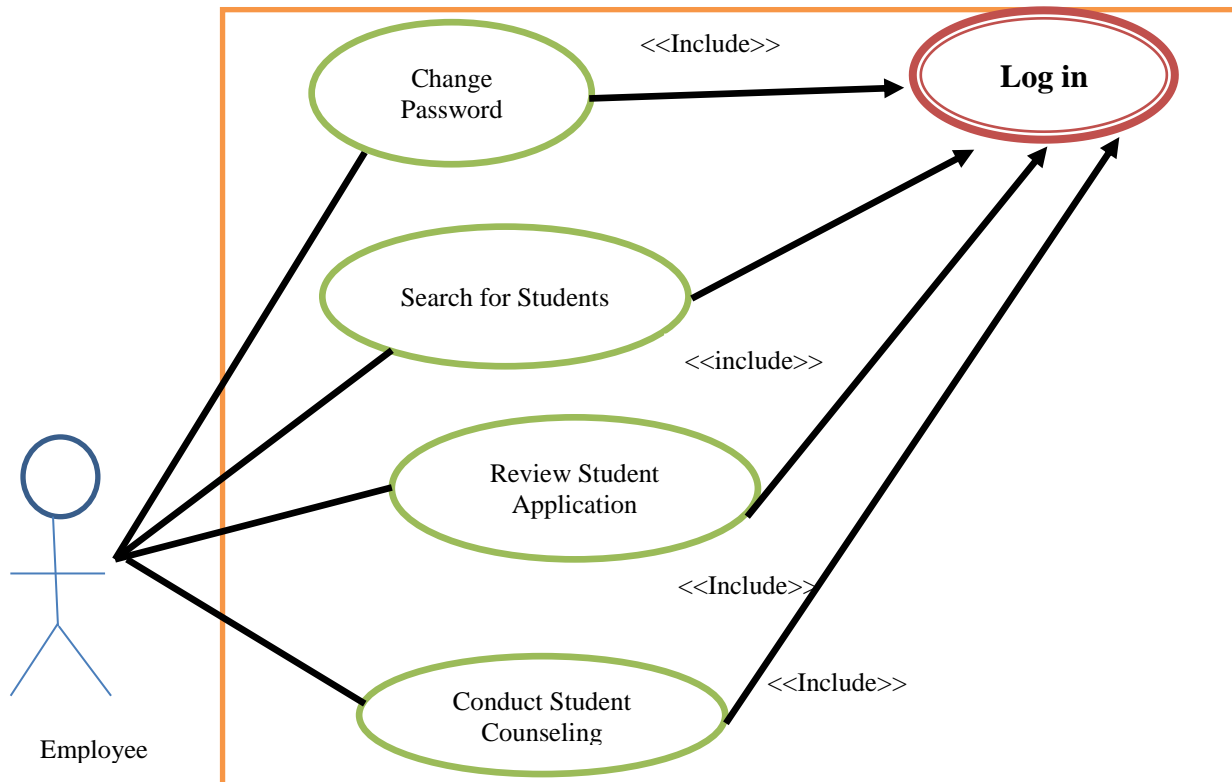 <<Include>>
Change
Password
Log in
Search for Students
<<include>>
Review Student
Application
<<Include>>
<<Include>>
Conduct Student
Counseling
Employee